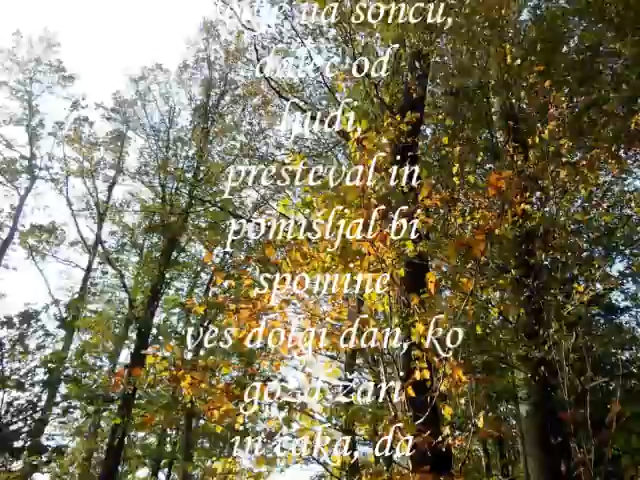 na soncu,
daleč od
ljudi,
prešteval in
pomišljal bi
spomine
ves dolgi dan, ko
gozd žari
in čaka, da